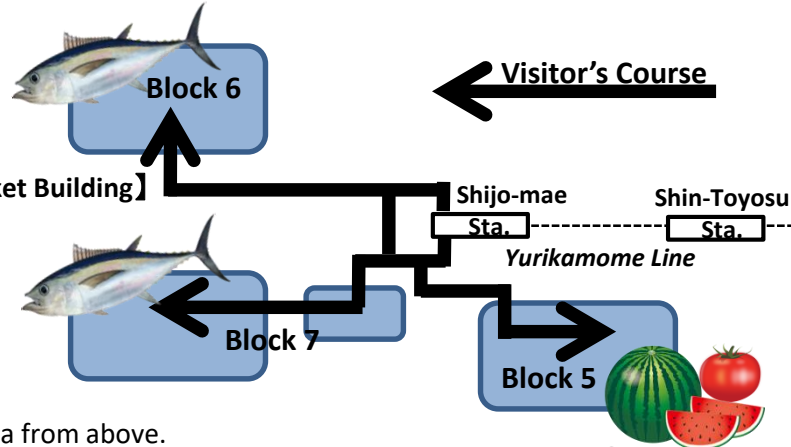 Block 6
Visitor's Course
ket Building】
Shijo-mae
Sta.
Shin-Toyosu
Sta.
Yurikamome Line
Block 7
Block 5
a from above.